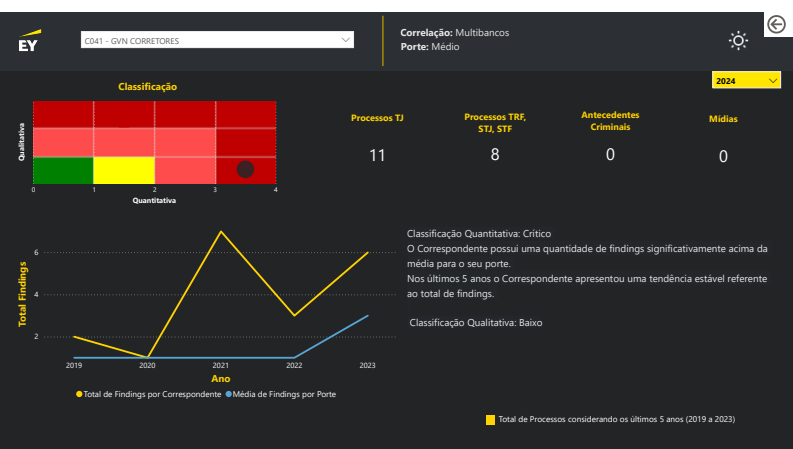 EY
C041 - GVN CORRETORES
Correlação: Multibancos
Porte: Médio
2024
Classificação
Qualitativa
0 1 2 3 4
Quantitativa
Processos TJ
11
Processos TRF,
STJ, STF
8
Antecedentes
Criminais
0
Mídias
0
Total Findings
6
4
2
2019 2020 2021 2022 2023
Ano
Total de Findings por Correspondente Média de Findings por Porte
Classificação Quantitativa: Crítico
O Correspondente possui uma quantidade de findings significativamente acima da
média para o seu porte.
Nos últimos 5 anos o Correspondente apresentou uma tendência estável referente
ao total de findings.
Classificação Qualitativa: Baixo
Total de Processos considerando os últimos 5 anos (2019 a 2023)